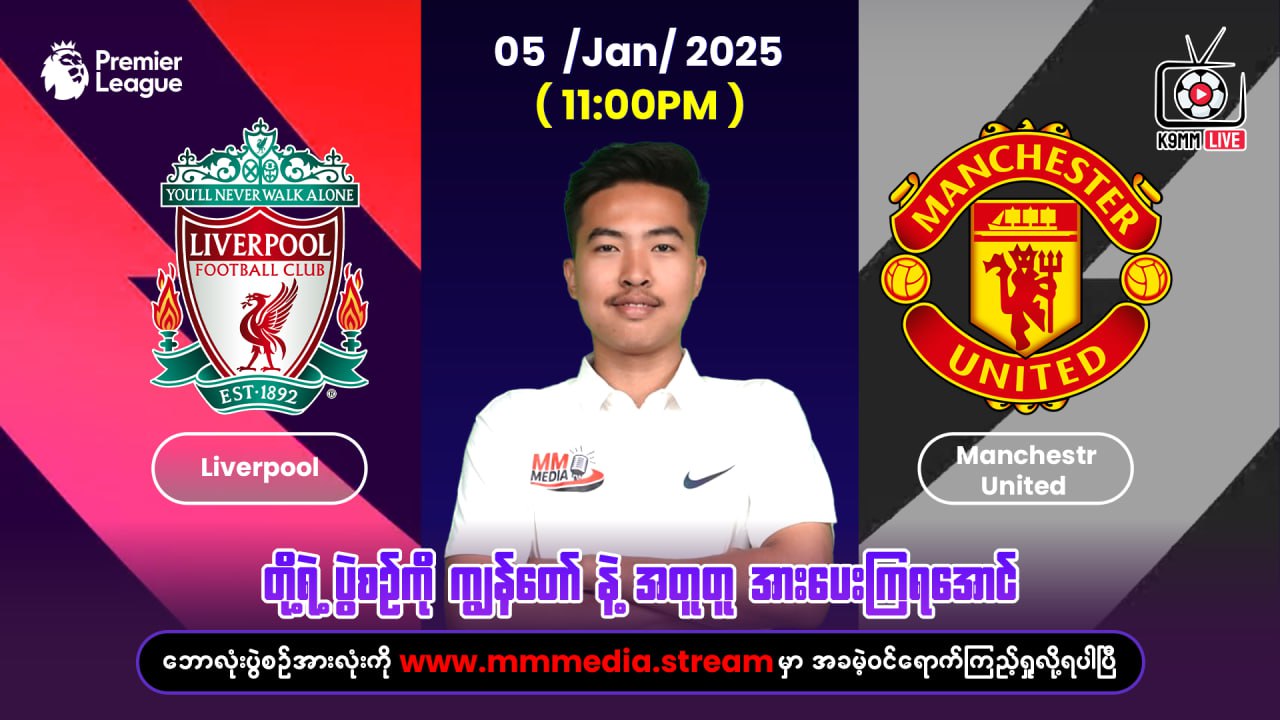 Premier
League
05 /Jan/ 2025
( 11:00PM )
K9MM LIVE
YOU'LL NEVER WALK ALONE
LIVERPOOL
FOOTBALL CLUB
EST·1892
®
MANCHESTER
UNITED
Liverpool
Manchestr
United
MM
MEDIA
တို့ရဲ့ပွဲစဉ်ကို ကျွန်တော် နဲ့ အတူတူ အားပေးကြရအောင်
ဘောလုံးပွဲစဉ်အားလုံးကို www.mmmedia.stream မှာ အခမဲ့ဝင်ရောက်ကြည့်ရှုလို့ရပါပြီ